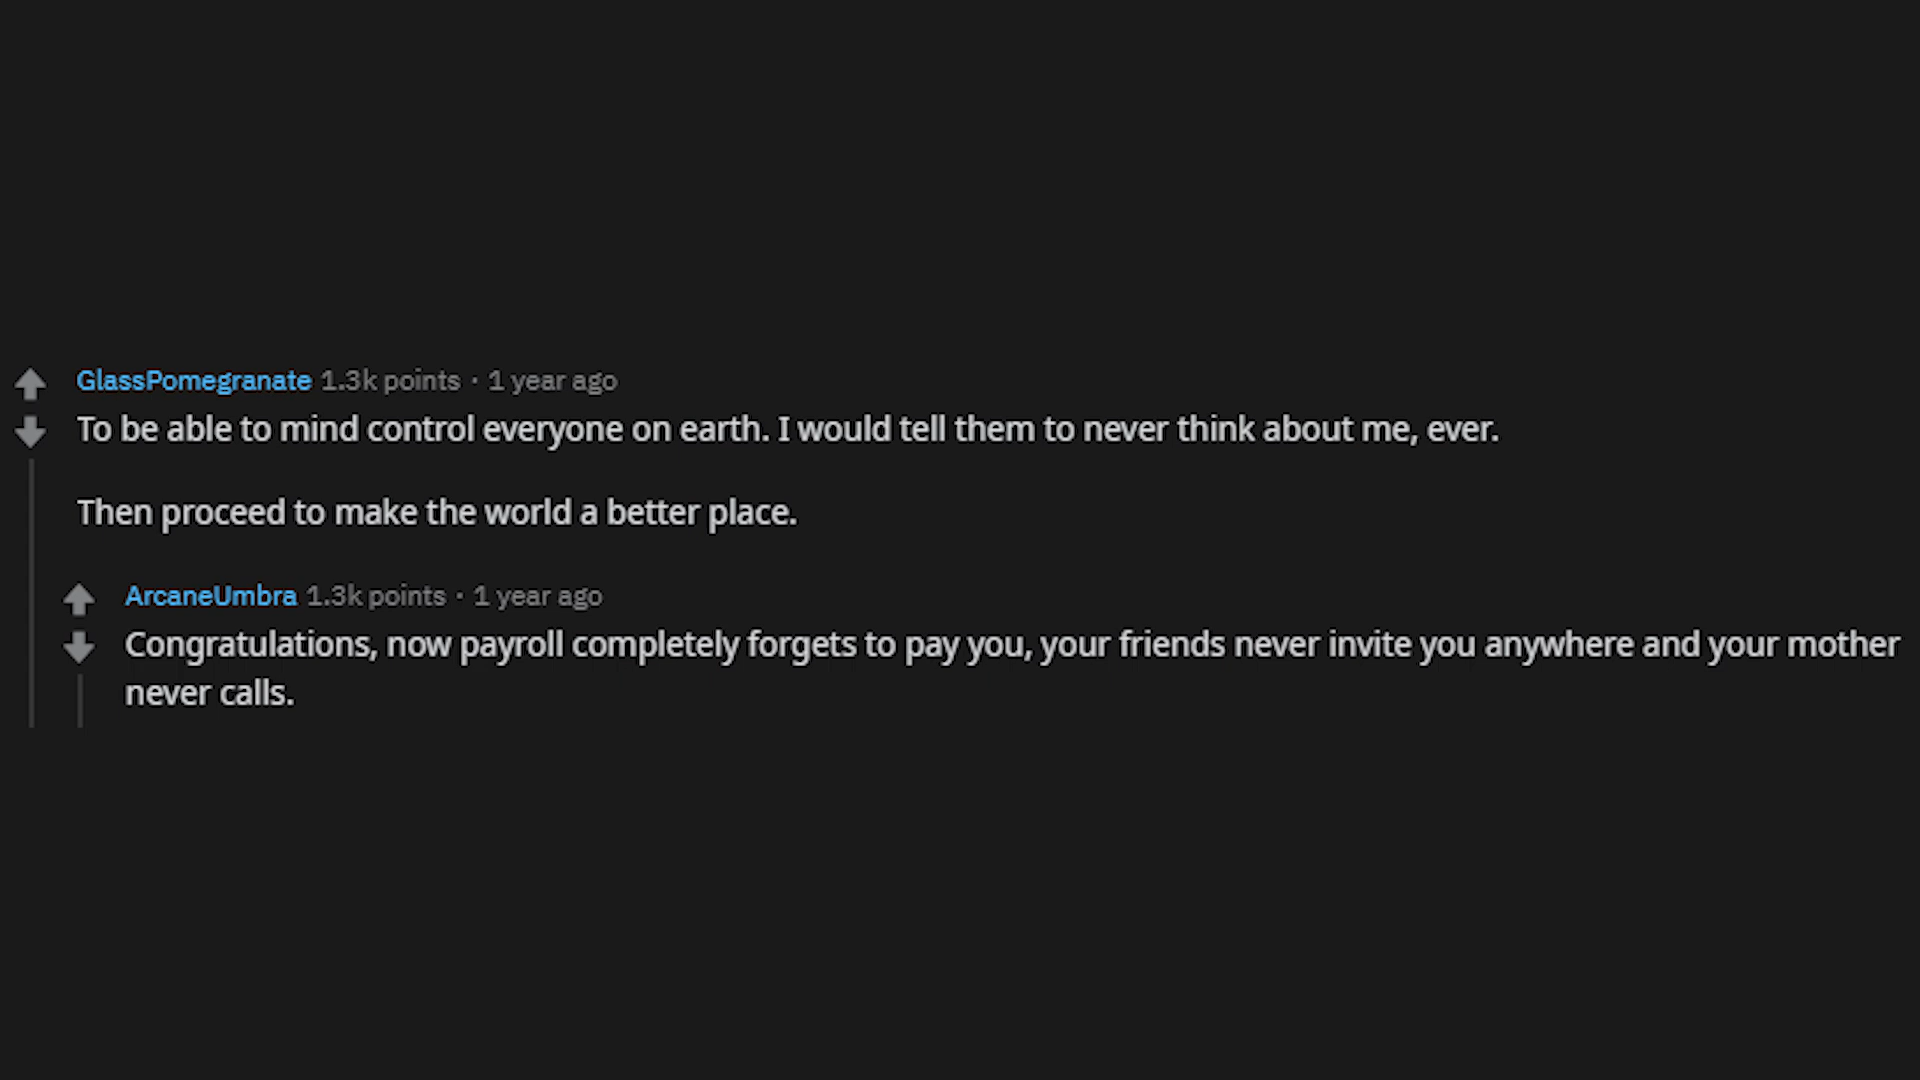 GlassPomegranate 1.3k points · 1 year ago
To be able to mind control everyone on earth. I would tell them to never think about me, ever.
Then proceed to make the world a better place.
ArcaneUmbra 1.3k points · 1 year ago
Congratulations, now payroll completely forgets to pay you, your friends never invite you anywhere and your mother
never calls.